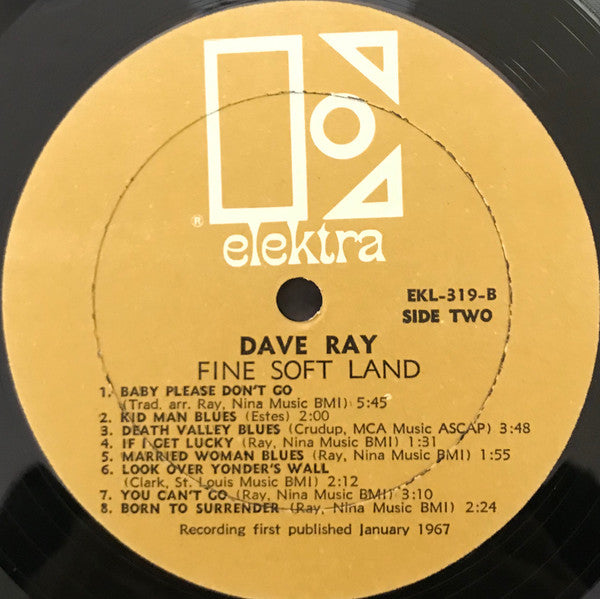 ®
elektra
EKL-319-B
SIDE TWO
DAVE RAY
FINE SOFT LAND
1. BABY PLEASE DON'T GO
(Trad. arr. Ray, Nina Music BMI) 5:45
2. KID MAN BLUES (Estes) 2:00
3. DEATH VALLEY BLUES (Crudup, MCA Music ASCAP) 3:48
4. IF I GET LUCKY (Ray, Nina Music BMI) 1:31
5. MARRIED WOMAN BLUES (Ray, Nina Music BMI) 1:55
6. LOOK OVER YONDER'S WALL
(Clark, St. Louis Music BMI) 2:12
7. YOU CAN'T GO (Ray, Nina Music BMI) 3:10
8. BORN TO SURRENDER (Ray, Nina Music BMI) 2:24
Recording first published January 1967